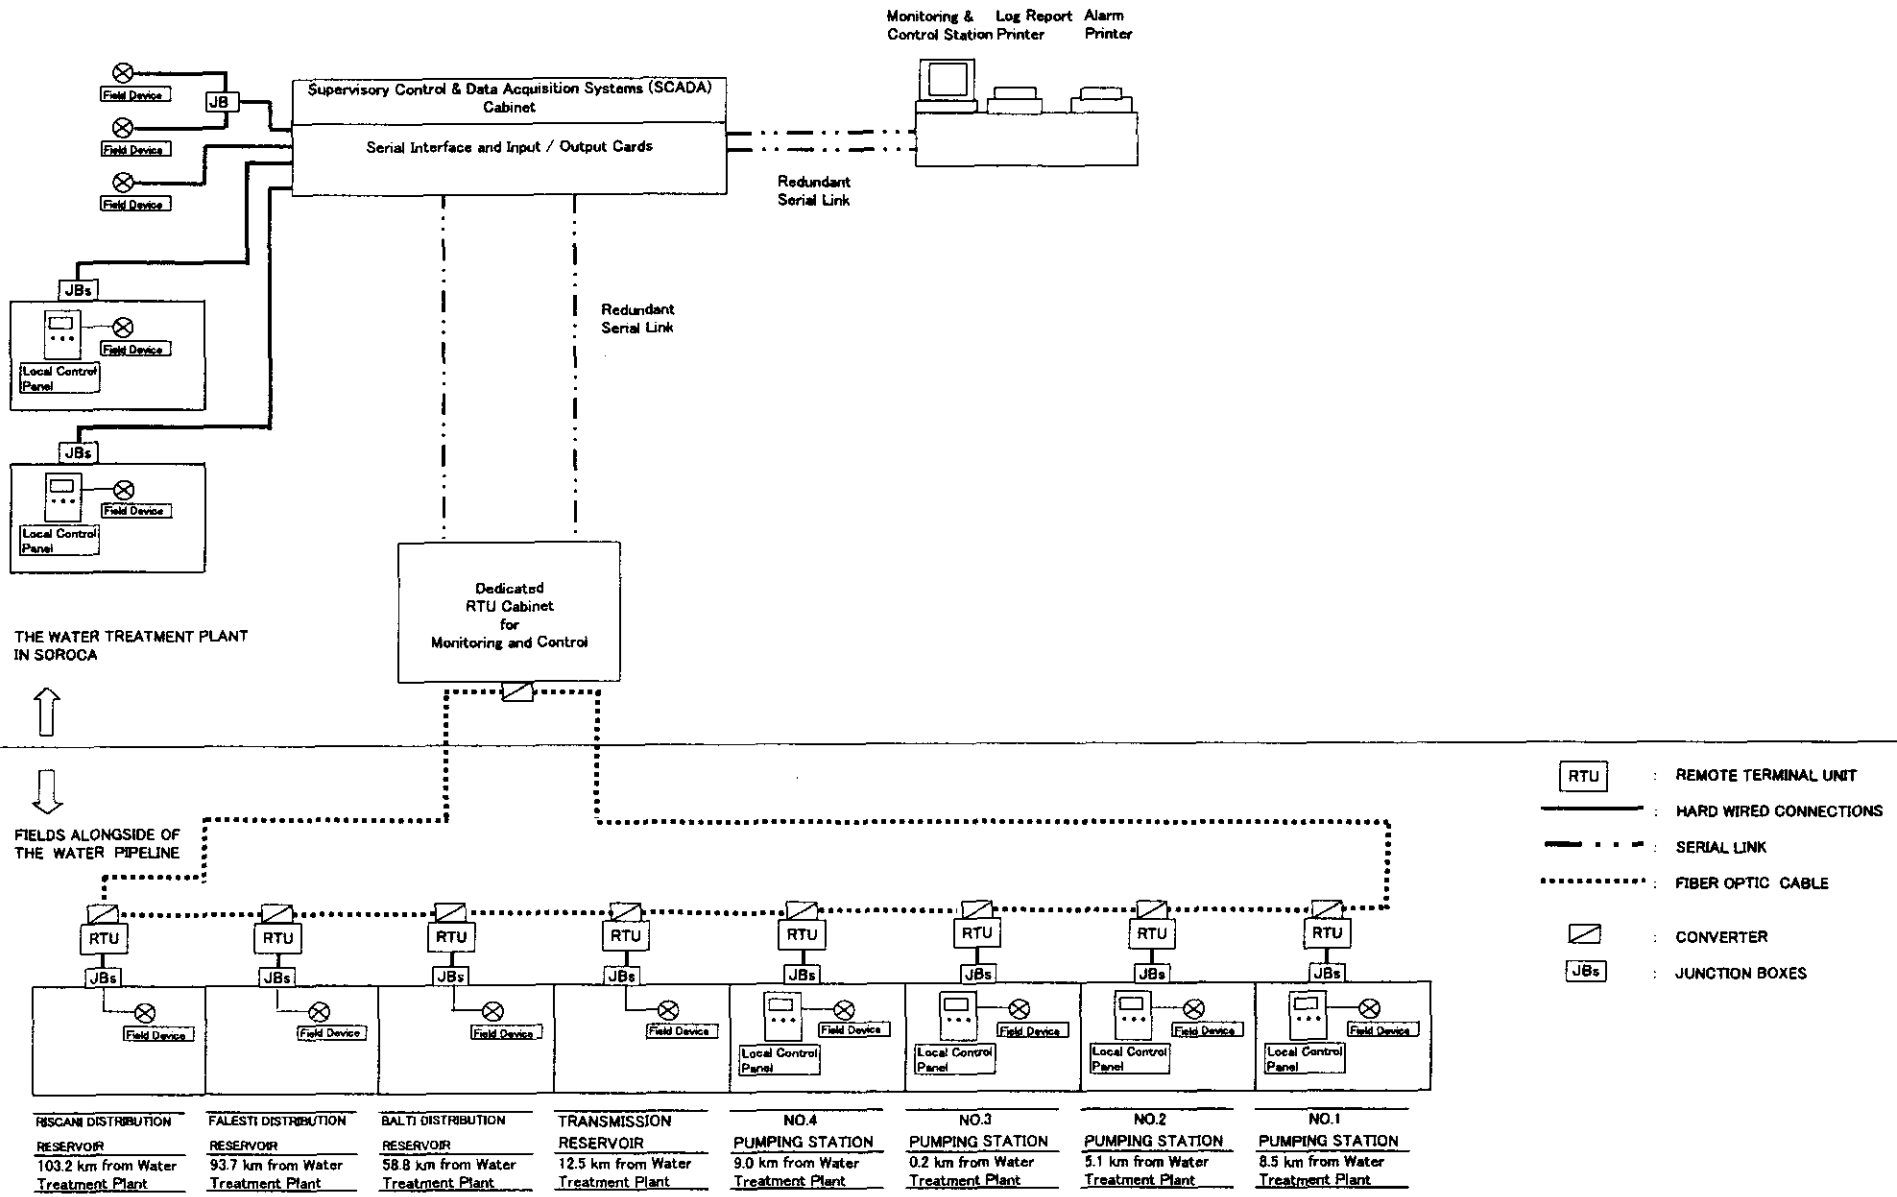 Monitoring &
Control Station
Log Report
Printer
Alarm
Printer
Field Device
JB
Field Device
Field Device
Supervisory Control & Data Acquisition Systems (SCADA)
Cabinet
Serial Interface and Input / Output Cards
Redundant
Serial Link
JBs
Field Device
Local Control
Panel
Redundant
Serial Link
JBs
Field Device
Local Control
Panel
Dedicated
RTU Cabinet
for
Monitoring and Control
THE WATER TREATMENT PLANT
IN SOROCA
FIELDS ALONGSIDE OF
THE WATER PIPELINE
RTU : REMOTE TERMINAL UNIT
: HARD WIRED CONNECTIONS
: SERIAL LINK
: FIBER OPTIC CABLE
: CONVERTER
JBs : JUNCTION BOXES
RTU
JBs
Field Device
RISCANI DISTRIBUTION
RESERVOIR
103.2 km from Water
Treatment Plant
RTU
JBs
Field Device
FALESTI DISTRIBUTION
RESERVOIR
93.7 km from Water
Treatment Plant
RTU
JBs
Field Device
BALTI DISTRIBUTION
RESERVOIR
58.8 km from Water
Treatment Plant
RTU
JBs
Field Device
TRANSMISSION
RESERVOIR
12.5 km from Water
Treatment Plant
RTU
JBs
Field Device
Local Control
Panel
NO.4
PUMPING STATION
9.0 km from Water
Treatment Plant
RTU
JBs
Field Device
Local Control
Panel
NO.3
PUMPING STATION
0.2 km from Water
Treatment Plant
RTU
JBs
Field Device
Local Control
Panel
NO.2
PUMPING STATION
5.1 km from Water
Treatment Plant
RTU
JBs
Field Device
Local Control
Panel
NO.1
PUMPING STATION
8.5 km from Water
Treatment Plant